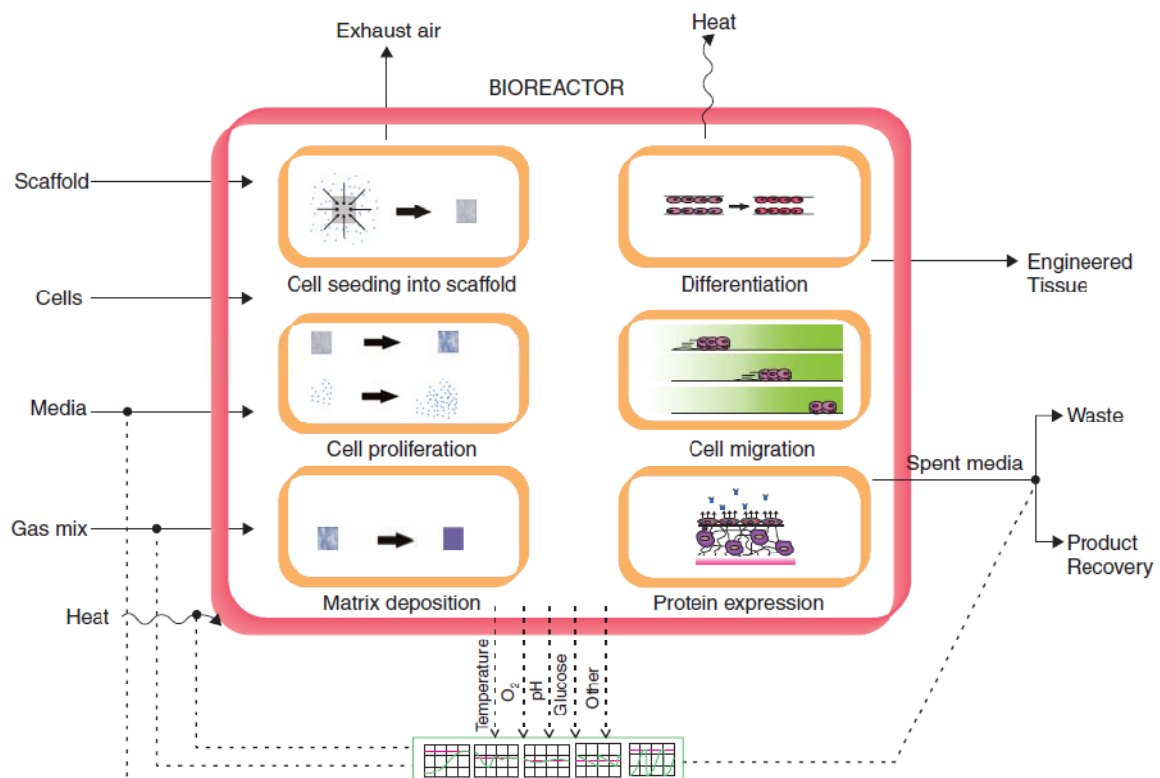 Exhaust air
Heat
BIOREACTOR
Scaffold
Cell seeding into scaffold
Differentiation
Engineered
Tissue
Cells
Media
Cell proliferation
Cell migration
Waste
Spent media
Gas mix
Product
Recovery
Matrix deposition
Protein expression
Heat
Temperature
O₂
pH
Glucose
Other